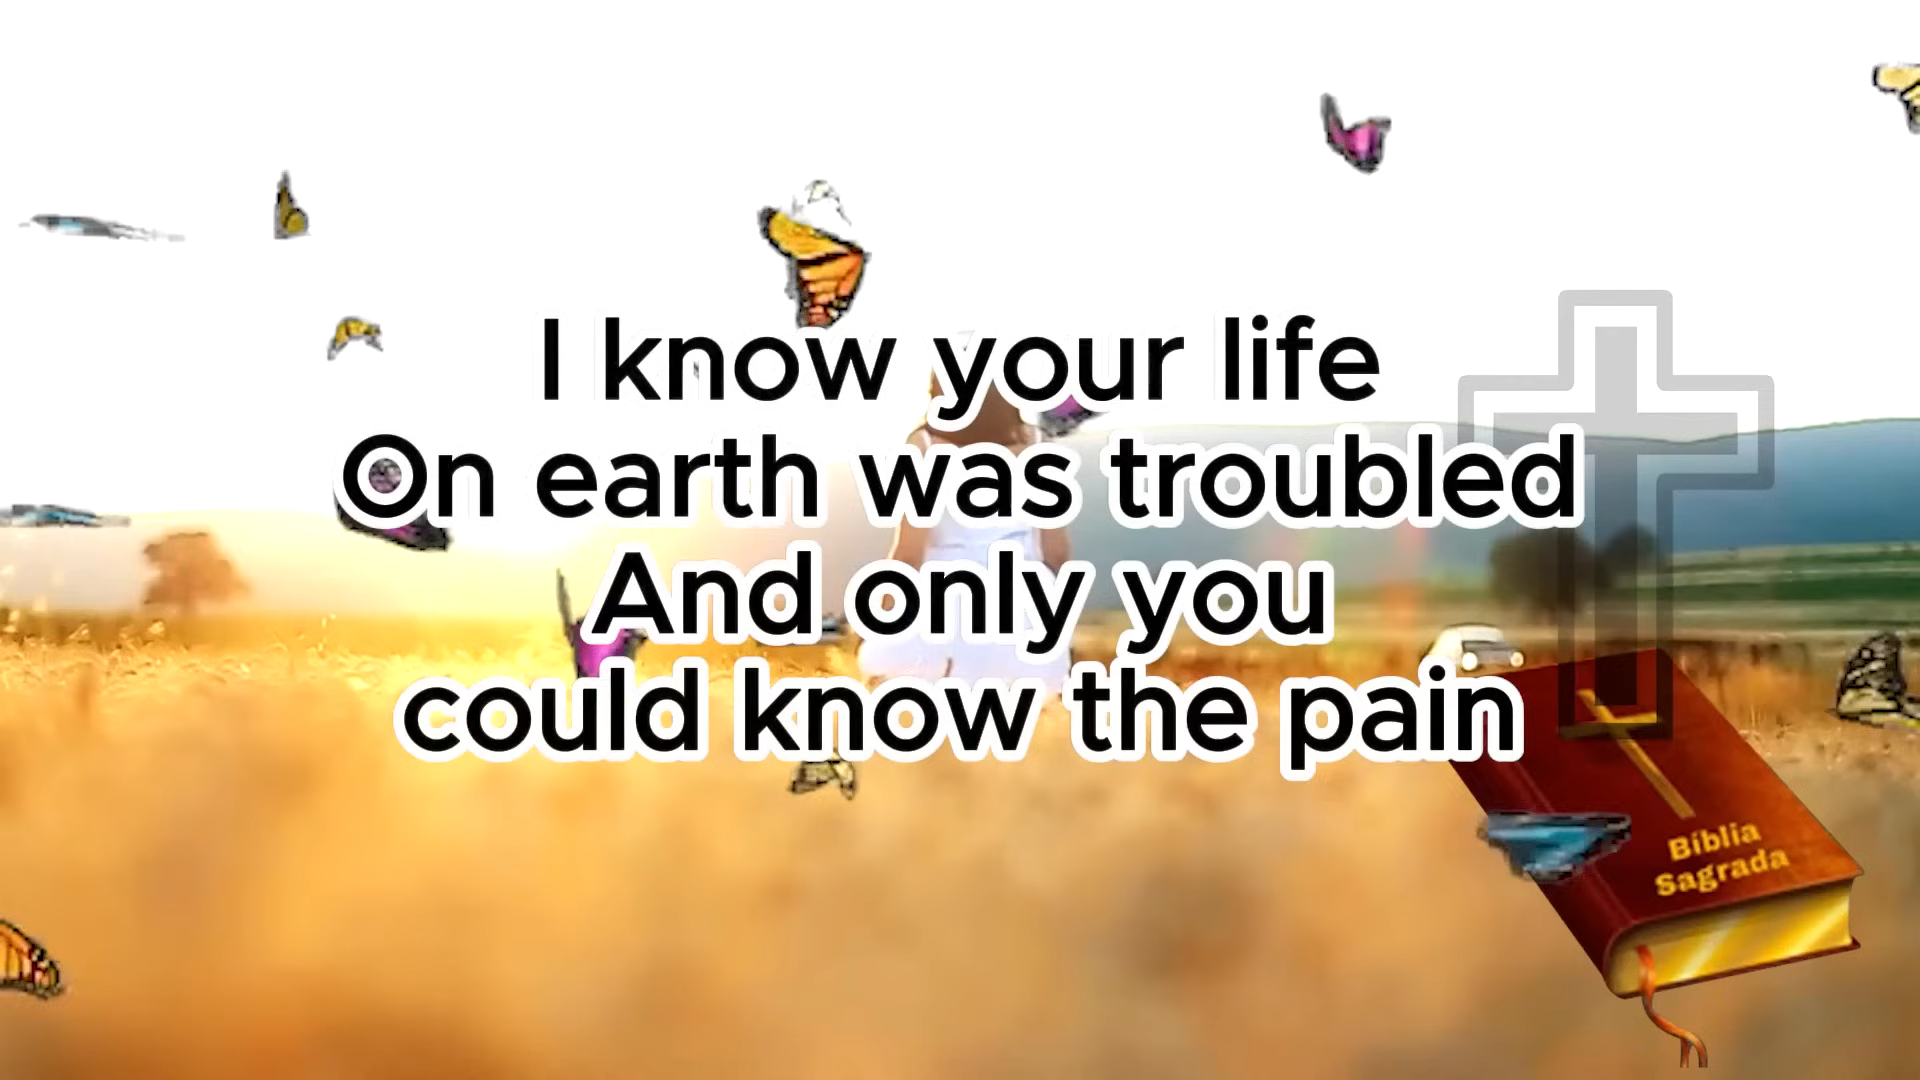 I know your life
On earth was troubled
And only you
could know the pain
Bíblia
Sagrada